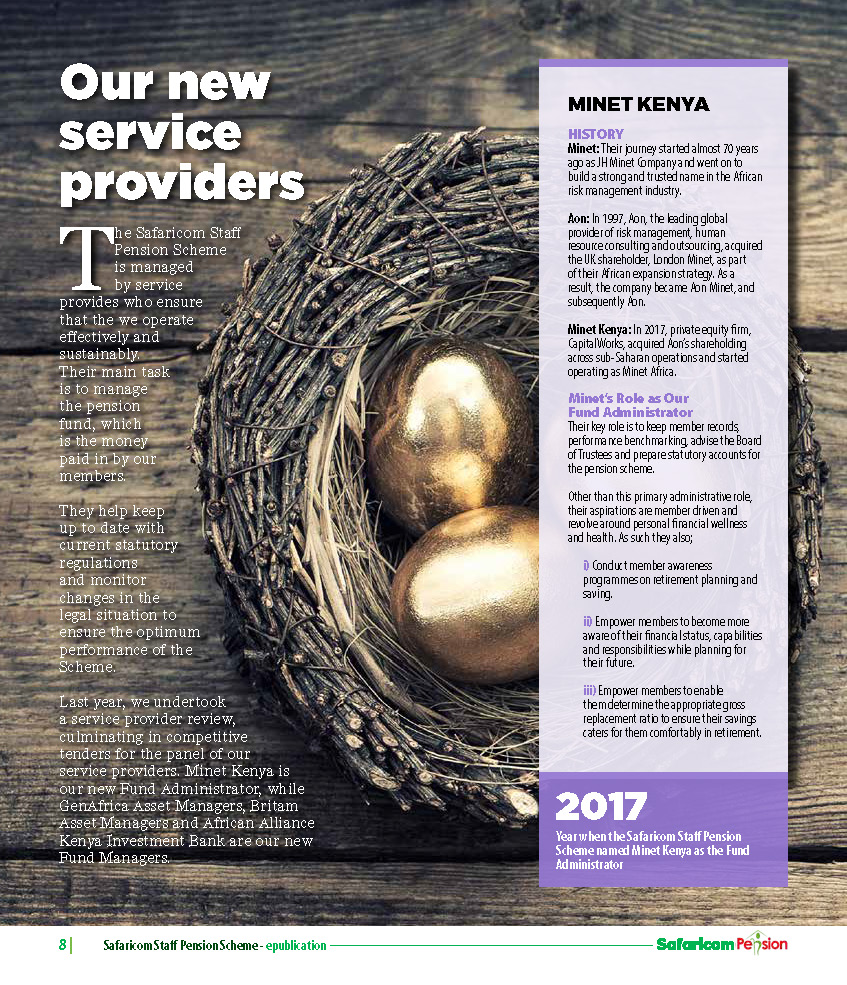 Our new
service
providers
The Safaricom Staff
Pension Scheme
is managed
by service
provides who ensure
that the we operate
effectively and
sustainably.
Their main task
is to manage
the pension
fund, which
is the money
paid in by our
members.
They help keep
up to date with
current statutory
regulations
and monitor
changes in the
legal situation to
ensure the optimum
performance of the
Scheme.
Last year, we undertook
a service provider review,
culminating in competitive
tenders for the panel of our
service providers. Minet Kenya is
our new Fund Administrator, while
GenAfrica Asset Managers, Britam
Asset Managers and African Alliance
Kenya Investment Bank are our new
Fund Managers.
MINET KENYA
HISTORY
Minet: Their journey started almost 70 years
ago as JH Minet Company and went on to
build a strong and trusted name in the African
risk management industry.
Aon: In 1997, Aon, the leading global
provider of risk management, human
resource consulting and outsourcing, acquired
the UK shareholder, London Minet, as part
of their African expansion strategy. As a
result, the company became Aon Minet, and
subsequently Aon.
Minet Kenya: In 2017, private equity firm,
CapitalWorks, acquired Aon's shareholding
across sub-Saharan operations and started
operating as Minet Africa.
Minet's Role as Our
Fund Administrator
Their key role is to keep member records,
performance benchmarking, advise the Board
of Trustees and prepare statutory accounts for
the pension scheme.
Other than this primary administrative role,
their aspirations are member driven and
revolve around personal financial wellness
and health. As such they also;
i) Conduct member awareness
programmes on retirement planning and
saving.
ii) Empower members to become more
aware of their financial status, capabilities
and responsibilities while planning for
their future.
iii) Empower members to enable
them determine the appropriate gross
replacement ratio to ensure their savings
caters for them comfortably in retirement.
2017
Year when the Safaricom Staff Pension
Scheme named Minet Kenya as the Fund
Administrator
8 | Safaricom Staff Pension Scheme - epublication
Safaricom Pension